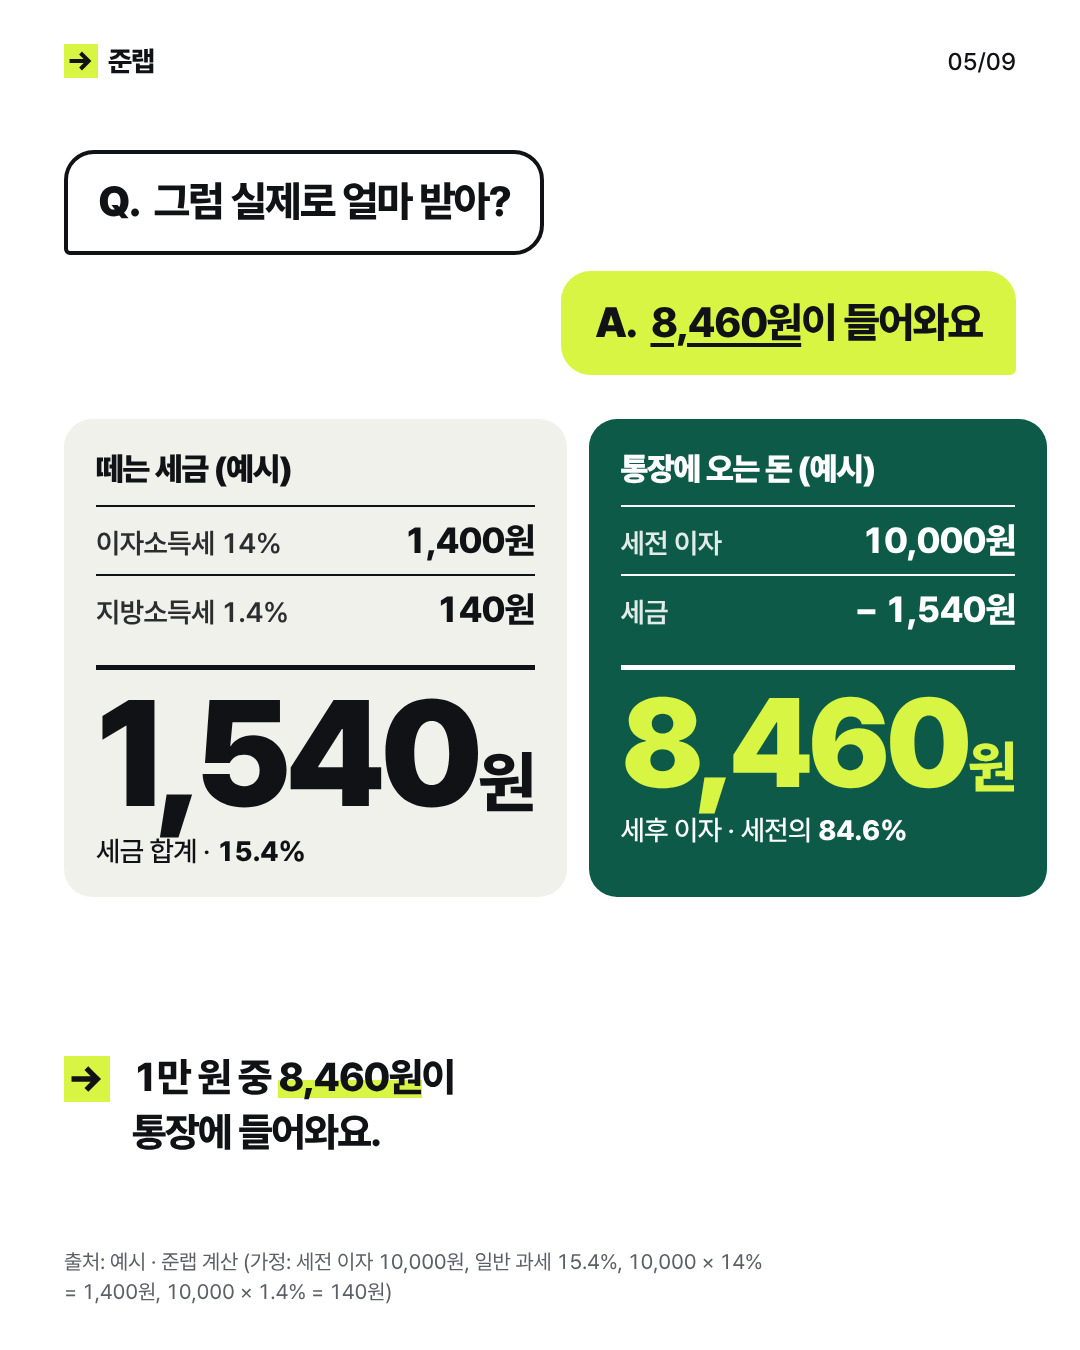 준랩
05/09
Q. 그럼 실제로 얼마 받아?
A. 8,460원이 들어와요
떼는 세금 (예시)
이자소득세 14% 1,400원
지방소득세 1.4% 140원
1,540원
세금 합계 · 15.4%
통장에 오는 돈 (예시)
세전 이자 10,000원
세금 – 1,540원
8,460원
세후 이자 · 세전의 84.6%
1만 원 중 8,460원이
통장에 들어와요.
출처: 예시 · 준랩 계산 (가정: 세전 이자 10,000원, 일반 과세 15.4%, 10,000 × 14%
= 1,400원, 10,000 × 1.4% = 140원)